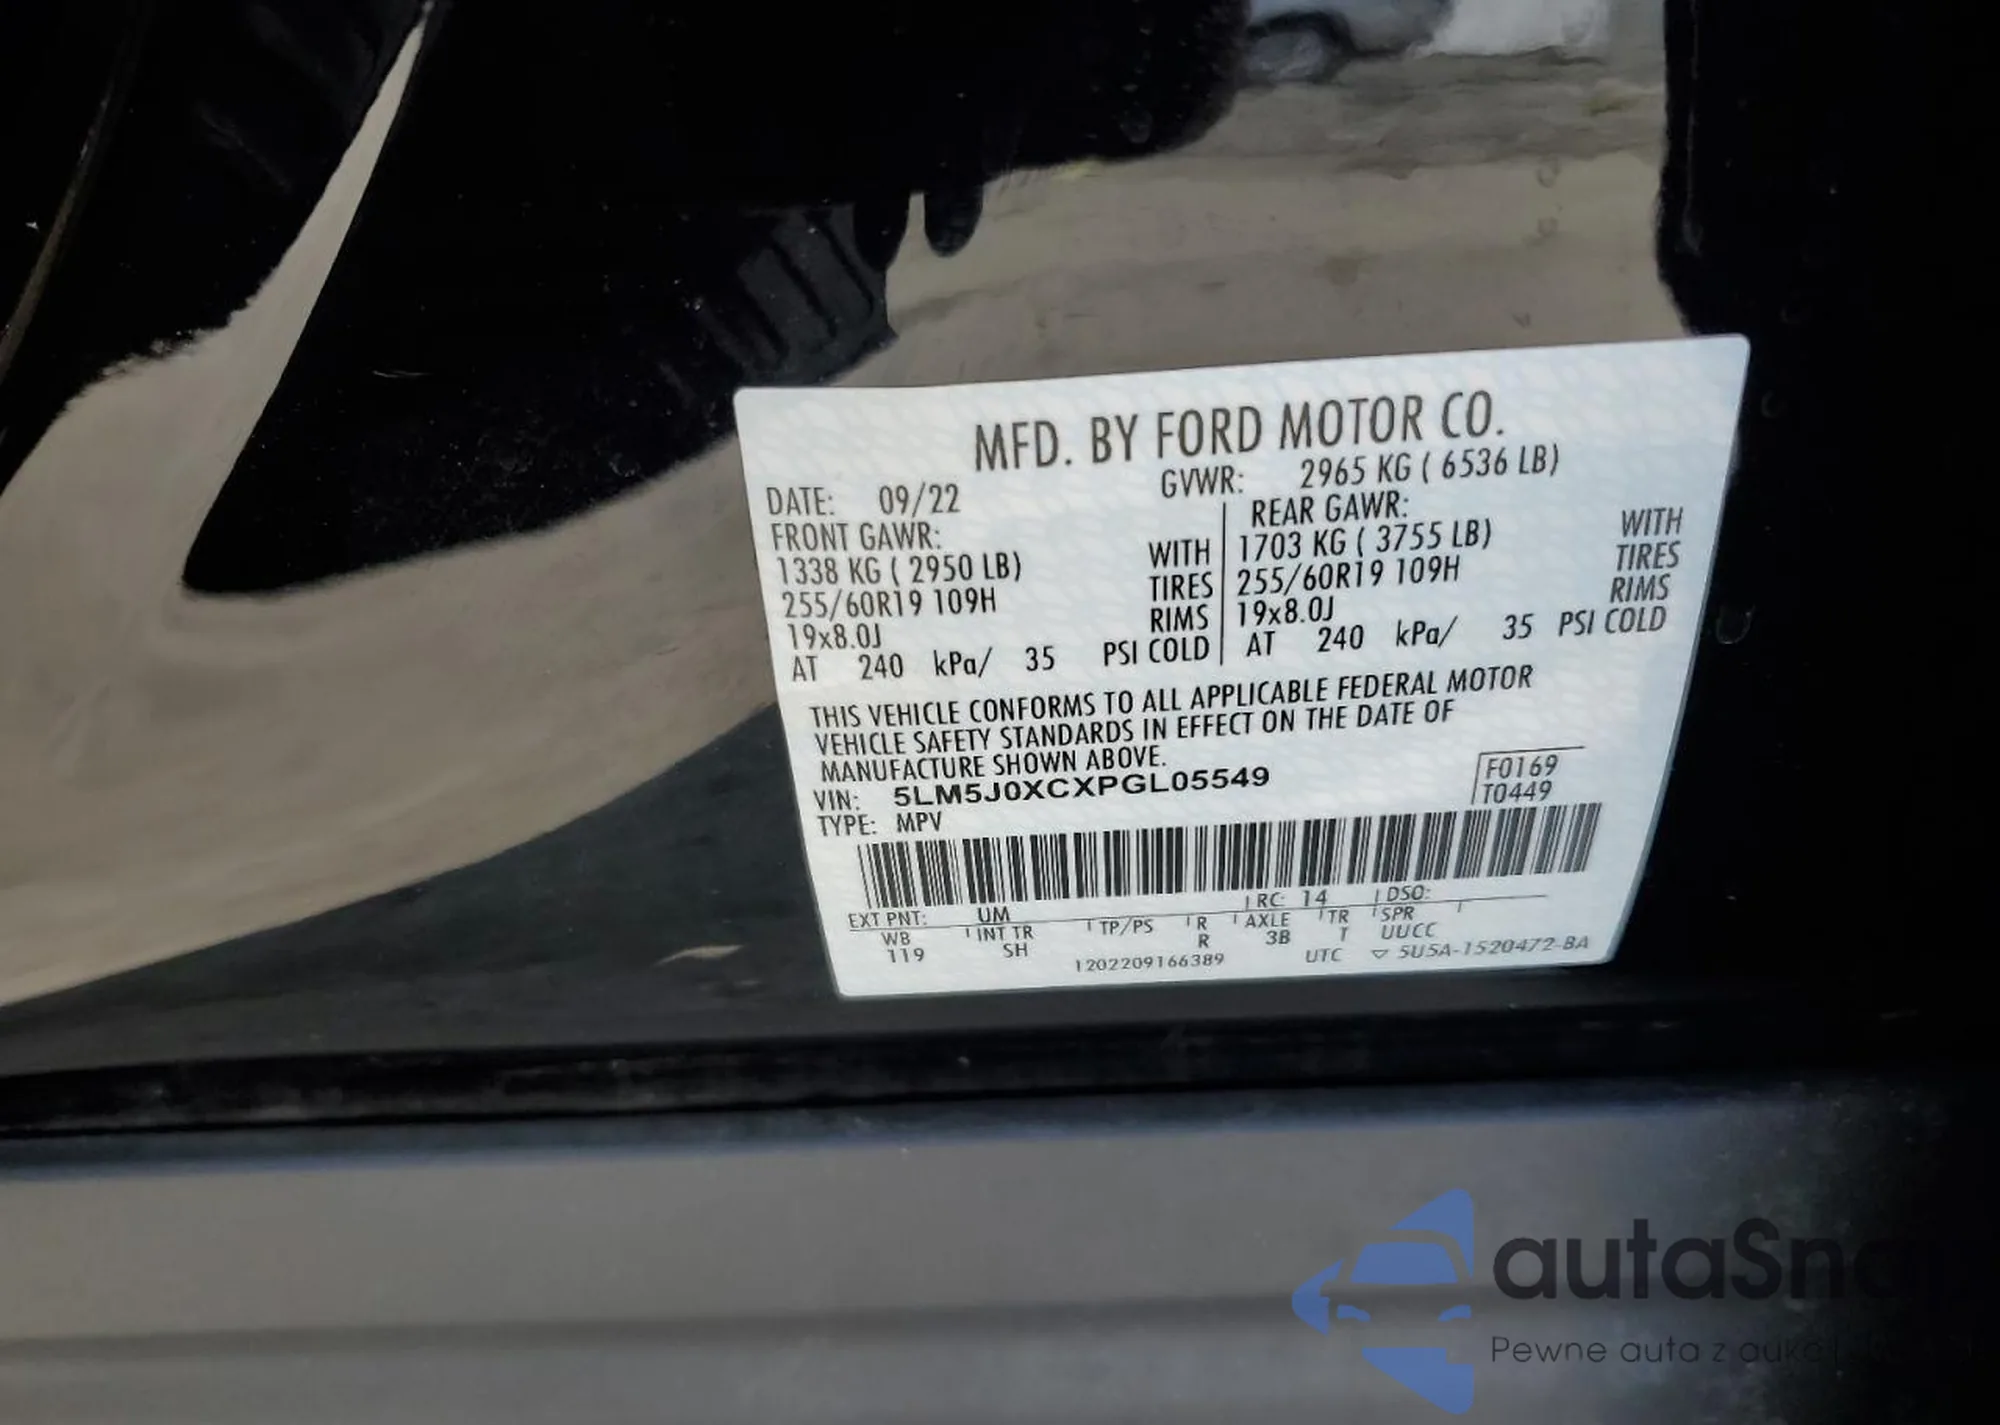 MFD. BY FORD MOTOR CO.
DATE: 09/22 GVWR: 2965 KG ( 6536 LB)
FRONT GAWR: REAR GAWR:
1338 KG ( 2950 LB) WITH 1703 KG ( 3755 LB) WITH
255/60R19 109H TIRES 255/60R19 109H TIRES
19x8.0J RIMS 19x8.0J RIMS
AT 240 kPa/ 35 PSI COLD AT 240 kPa/ 35 PSI COLD
THIS VEHICLE CONFORMS TO ALL APPLICABLE FEDERAL MOTOR
VEHICLE SAFETY STANDARDS IN EFFECT ON THE DATE OF
MANUFACTURE SHOWN ABOVE.
VIN: 5LM5J0XCXPGL05549 F0169
TYPE: MPV T0449
EXT PNT: UM RC: 14 DSO:
WB INT TR TP/PS R AXLE TR SPR
119 SH R 3B T UUCC
1202209166389 UTC ▽ 5U5A-1520472-BA
autaSna
Pewne auta z